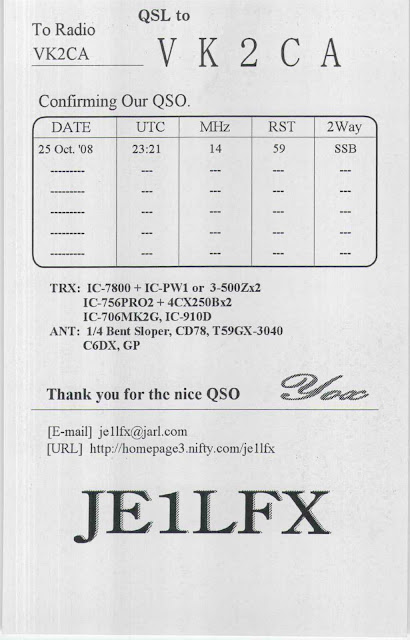 QSL to
To Radio
VK2CA
V K 2 C A
Confirming Our QSO.
DATE UTC MHz RST 2Way
25 Oct. '08 23:21 14 59 SSB
--------- --- --- --- ---
--------- --- --- --- ---
--------- --- --- --- ---
--------- --- --- --- ---
--------- --- --- --- ---
TRX: IC-7800 + IC-PW1 or 3-500Zx2
IC-756PRO2 + 4CX250Bx2
IC-706MK2G, IC-910D
ANT: 1/4 Bent Sloper, CD78, T59GX-3040
C6DX, GP
Thank you for the nice QSO Yox
[E-mail] je1lfx@jarl.com
[URL] http://homepage3.nifty.com/je1lfx
JE1LFX